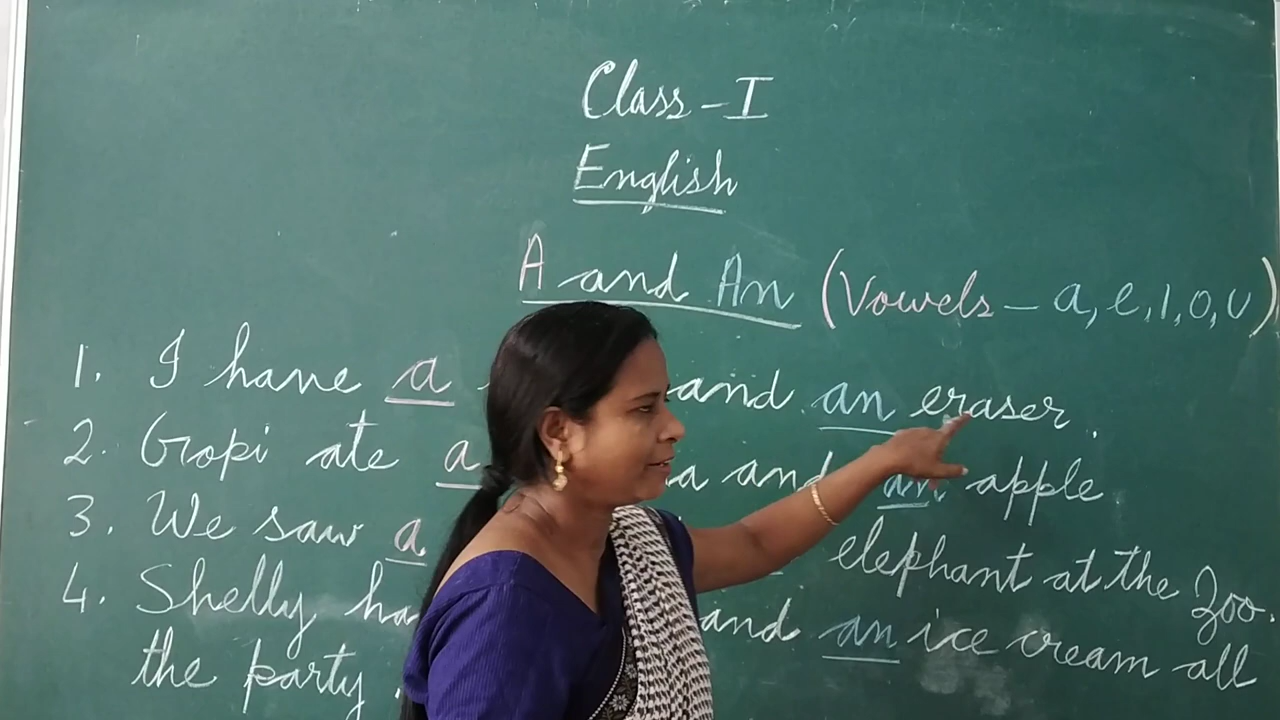 Class - I
English
A and An (Vowels - a, e, I, o, U)
1. I have a and an eraser.
2. Gopi ate a and an apple
3. We saw a elephant at the Zoo.
4. Shelly and an ice cream all
the party.